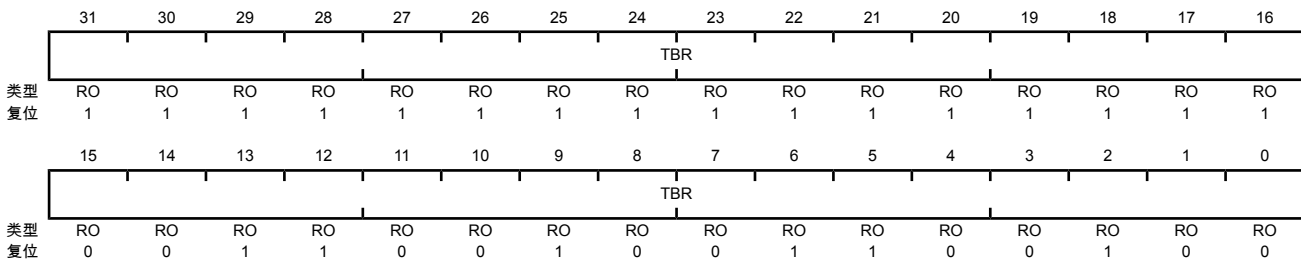 31 30 29 28 27 26 25 24 23 22 21 20 19 18 17 16
TBR
类型 RO RO RO RO RO RO RO RO RO RO RO RO RO RO RO RO
复位 1 1 1 1 1 1 1 1 1 1 1 1 1 1 1 1
15 14 13 12 11 10 9 8 7 6 5 4 3 2 1 0
TBR
类型 RO RO RO RO RO RO RO RO RO RO RO RO RO RO RO RO
复位 0 0 1 1 0 0 1 0 0 1 1 0 0 1 0 0